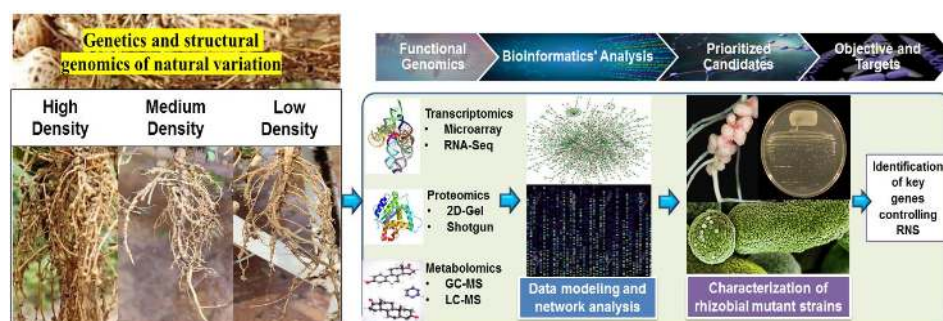 Genetics and structural
genomics of natural variation
High
Density
Medium
Density
Low
Density
Functional
Genomics
Bioinformatics' Analysis
Prioritized
Candidates
Objective and
Targets
Transcriptomics
• Microarray
• RNA-Seq
Proteomics
• 2D-Gel
• Shotgun
Metabolomics
• GC-MS
• LC-MS
Data modeling and
network analysis
Characterization of
rhizobial mutant strains
Identification
of key
genes
controlling
RNS